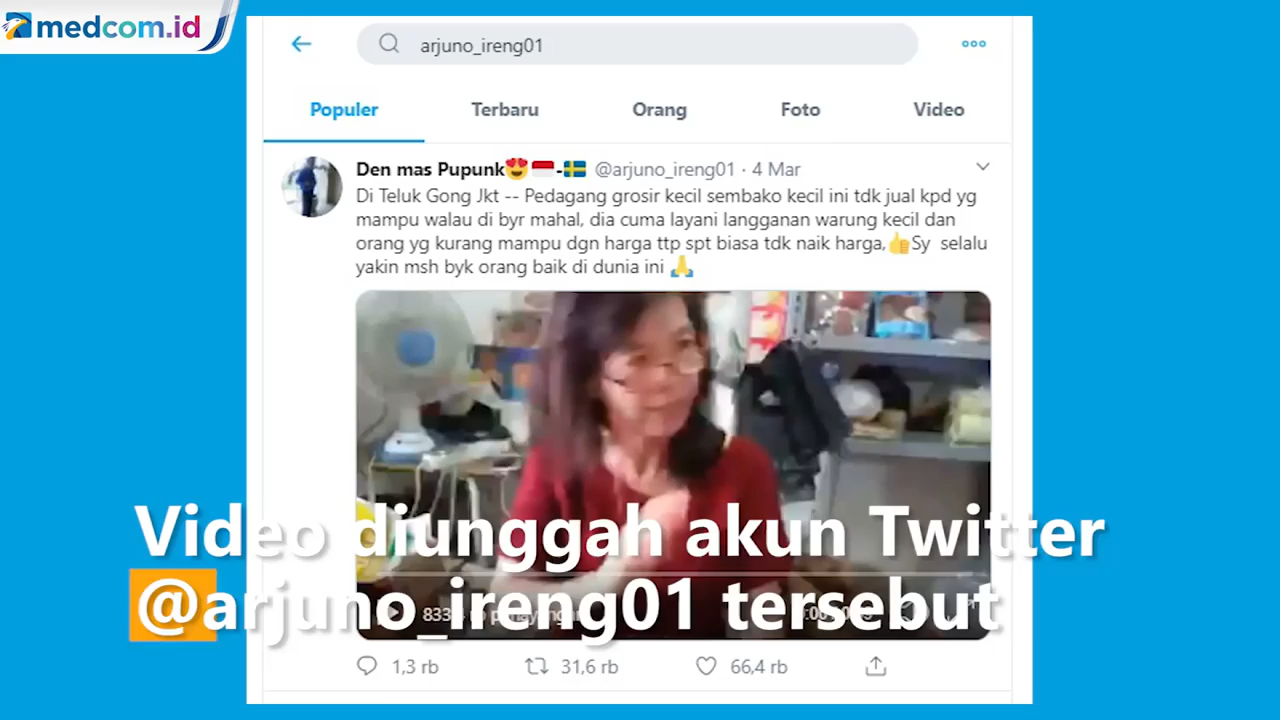 medcom.id
arjuno_ireng01
Populer Terbaru Orang Foto Video
Den mas Pupunk😍🇮🇩-🇸🇪 @arjuno_ireng01 · 4 Mar
Di Teluk Gong Jkt -- Pedagang grosir kecil sembako kecil ini tdk jual kpd yg
mampu walau di byr mahal, dia cuma layani langganan warung kecil dan
orang yg kurang mampu dgn harga ttp spt biasa tdk naik harga,👍Sy selalu
yakin msh byk orang baik di dunia ini 🙏
Video diunggah akun Twitter
@arjuno_ireng01 tersebut
1,3 rb 31,6 rb 66,4 rb